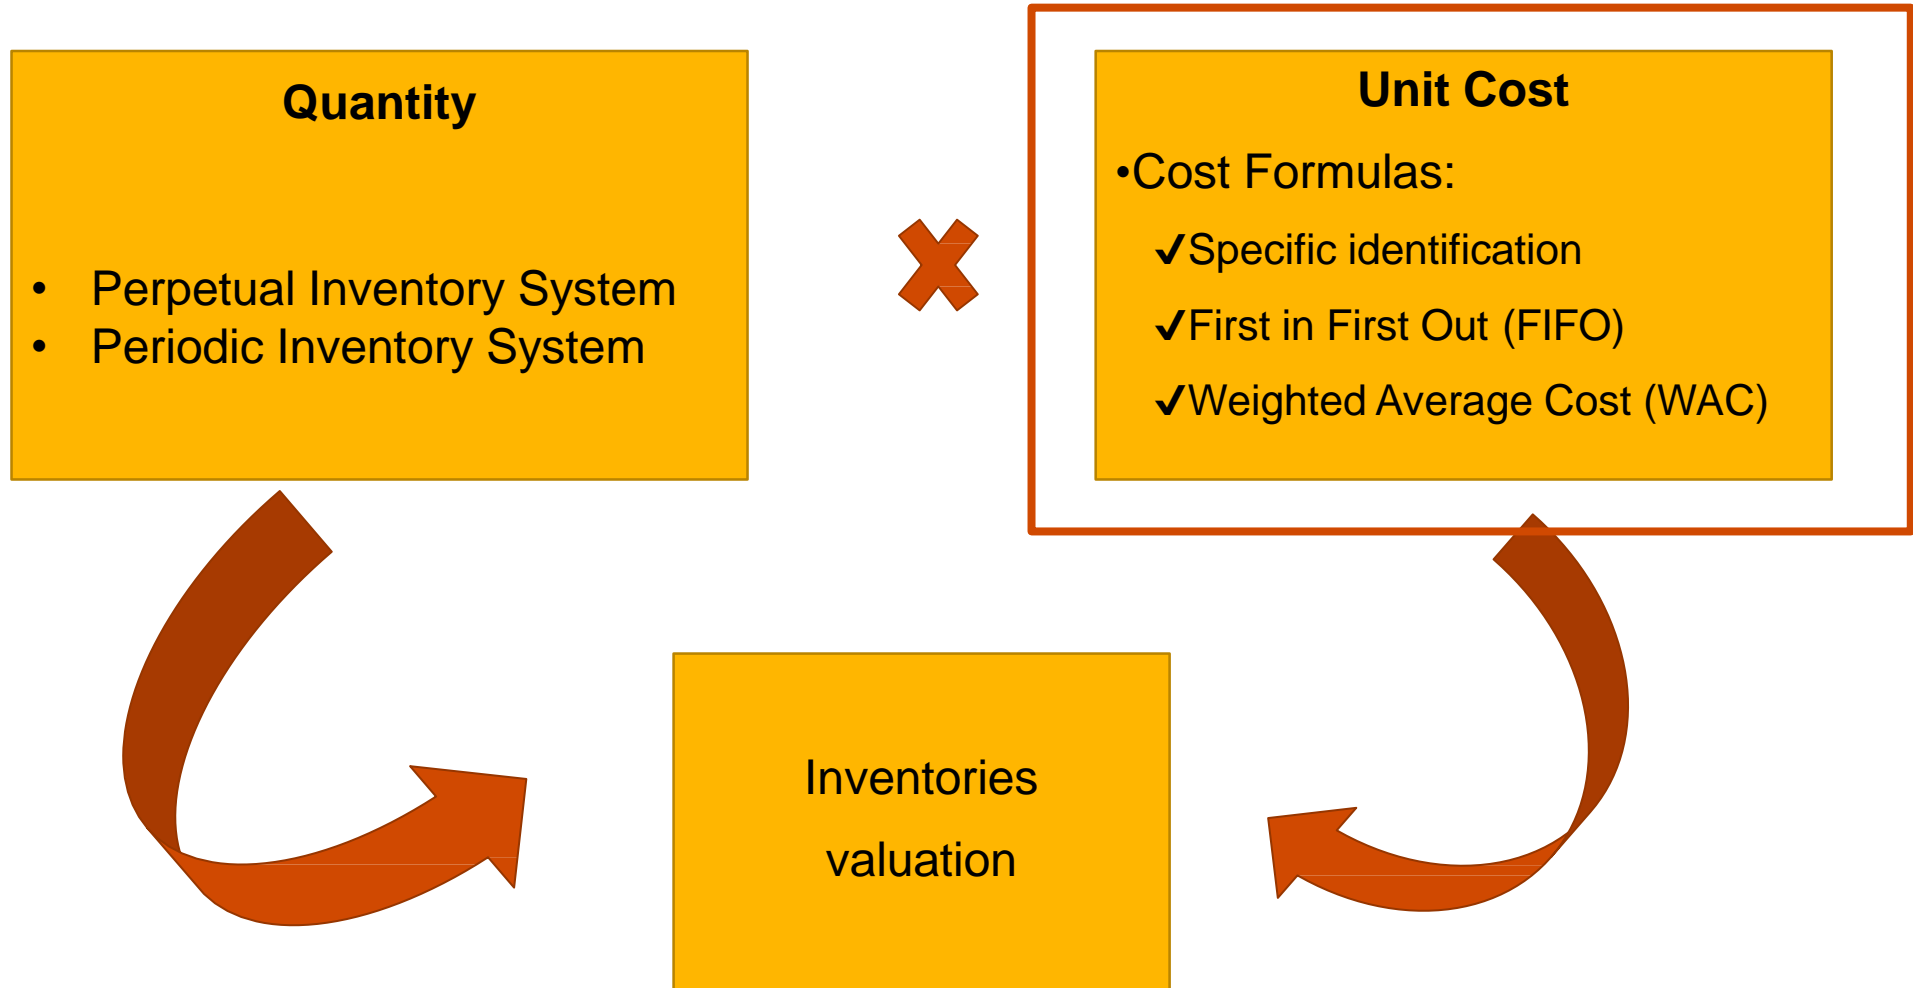 Quantity
• Perpetual Inventory System
• Periodic Inventory System
Unit Cost
•Cost Formulas:
✓Specific identification
✓First in First Out (FIFO)
✓Weighted Average Cost (WAC)
Inventories
valuation